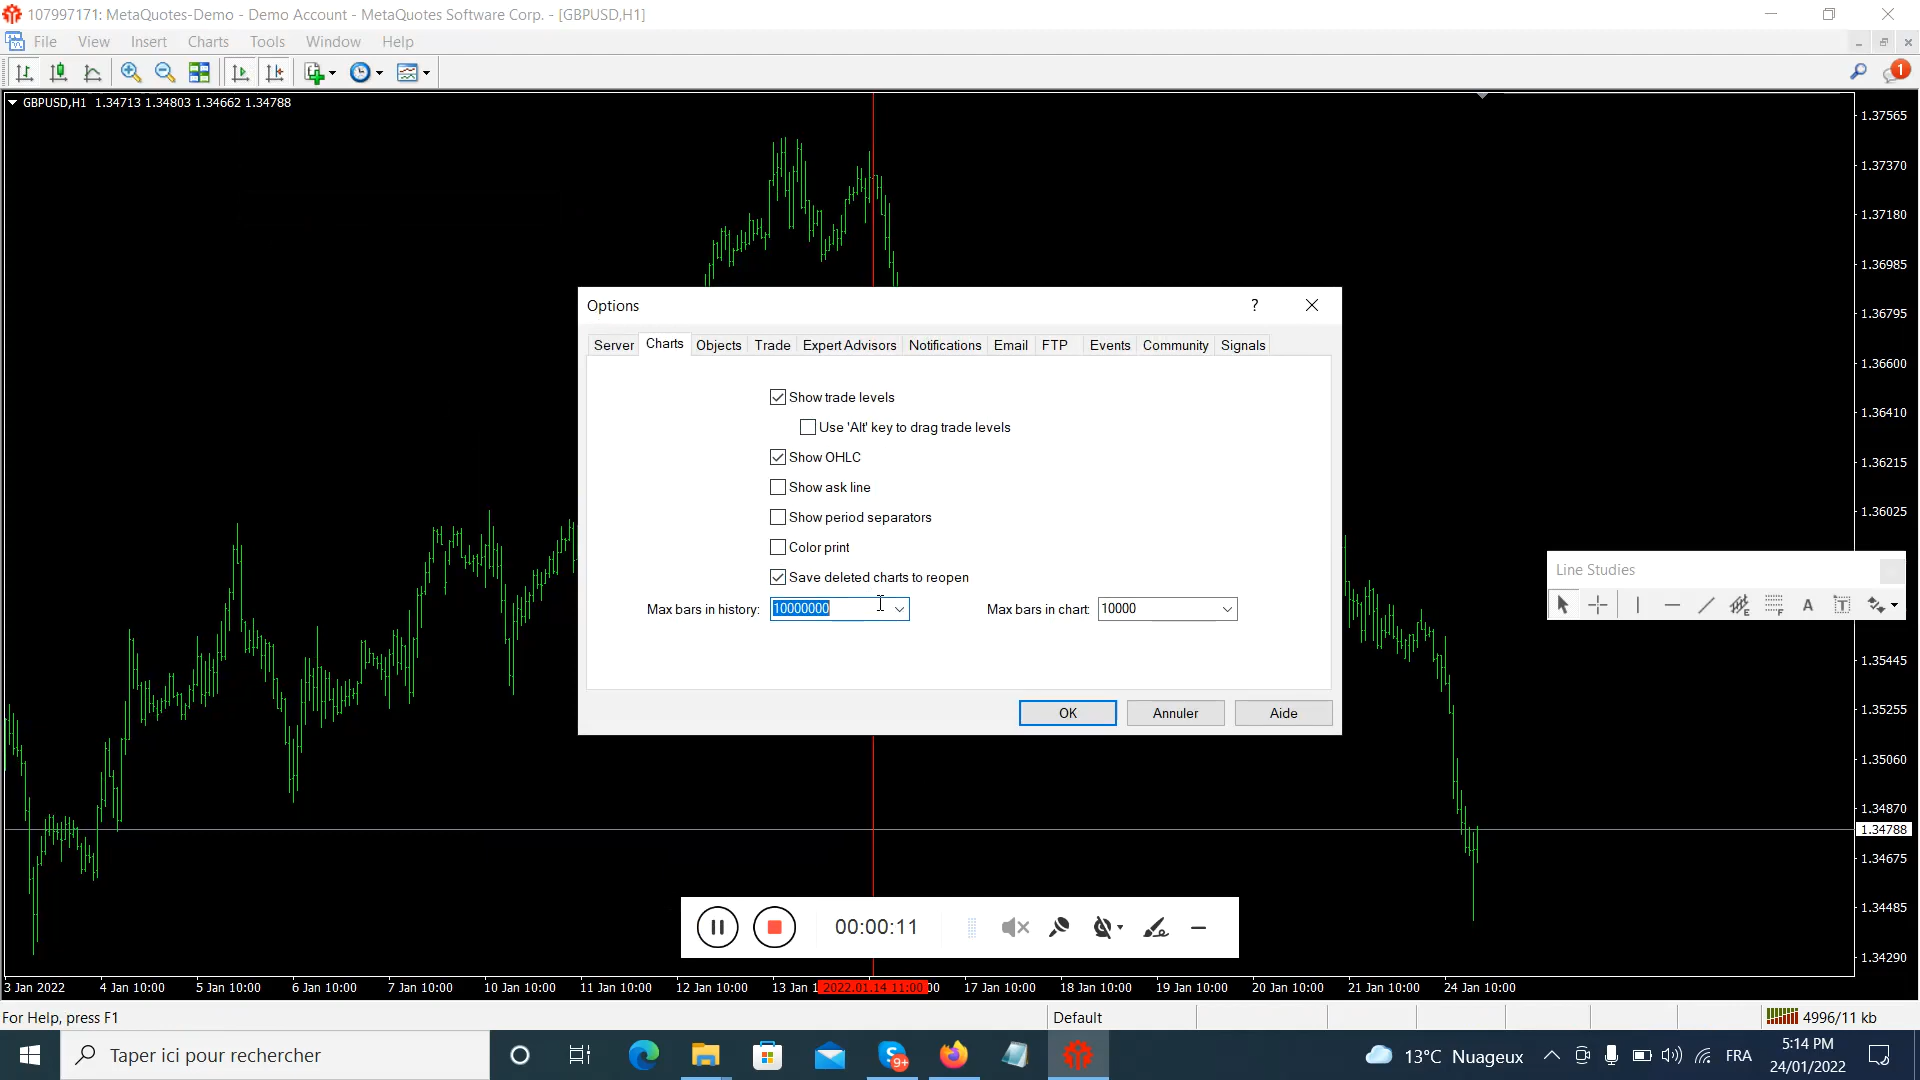 107997171: MetaQuotes-Demo - Demo Account - MetaQuotes Software Corp. - [GBPUSD,H1]
File View Insert Charts Tools Window Help
1
GBPUSD,H1 1.34713 1.34803 1.34662 1.34788
1.37565
1.37370
1.37180
1.36985
1.36795
1.36600
1.36410
1.36215
1.36025
1.35445
1.35255
1.35060
1.34870
1.34788
1.34675
1.34485
1.34290
Options ?
Server Charts Objects Trade Expert Advisors Notifications Email FTP Events Community Signals
Show trade levels
Use 'Alt' key to drag trade levels
Show OHLC
Show ask line
Show period separators
Color print
Save deleted charts to reopen
Max bars in history: 10000000 Max bars in chart: 10000
OK Annuler Aide
Line Studies
A T
00:00:11
3 Jan 2022 4 Jan 10:00 5 Jan 10:00 6 Jan 10:00 7 Jan 10:00 10 Jan 10:00 11 Jan 10:00 12 Jan 10:00 13 Jan 1 2022.01.14 11:00 00 17 Jan 10:00 18 Jan 10:00 19 Jan 10:00 20 Jan 10:00 21 Jan 10:00 24 Jan 10:00
For Help, press F1 Default 4996/11 kb
Taper ici pour rechercher 9+ 13°C Nuageux FRA 5:14 PM
24/01/2022